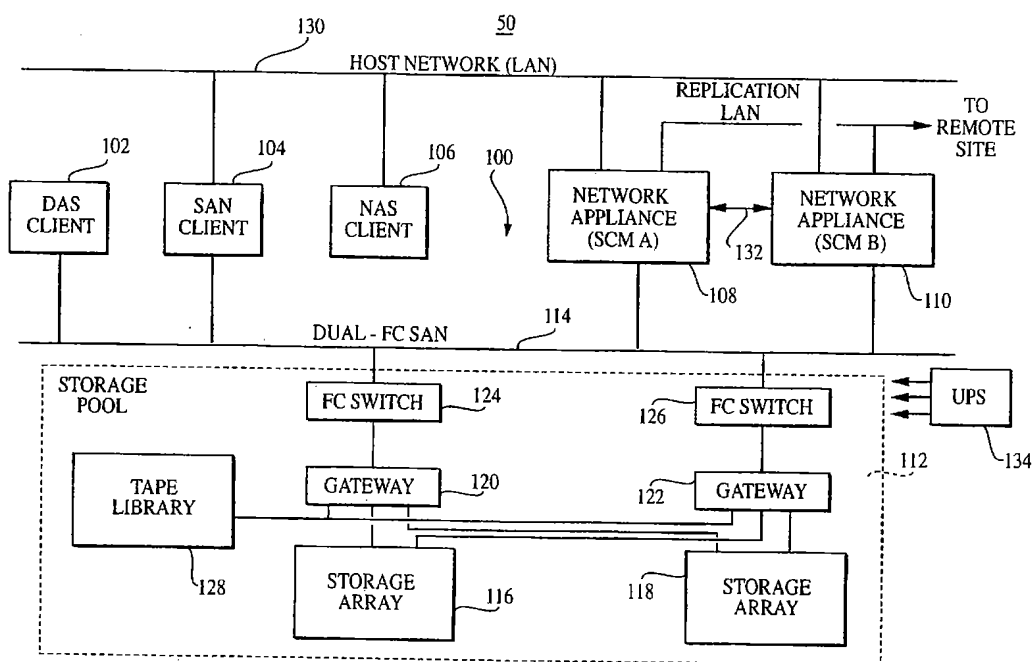 50
130
HOST NETWORK (LAN)
REPLICATION
LAN
TO
REMOTE
SITE
102
104
106
100
DAS
CLIENT
SAN
CLIENT
NAS
CLIENT
NETWORK
APPLIANCE
(SCM A)
132
NETWORK
APPLIANCE
(SCM B)
108
110
DUAL - FC SAN
114
STORAGE
POOL
FC SWITCH
124
126
FC SWITCH
UPS
134
112
TAPE
LIBRARY
128
GATEWAY
120
122
GATEWAY
STORAGE
ARRAY
116
118
STORAGE
ARRAY